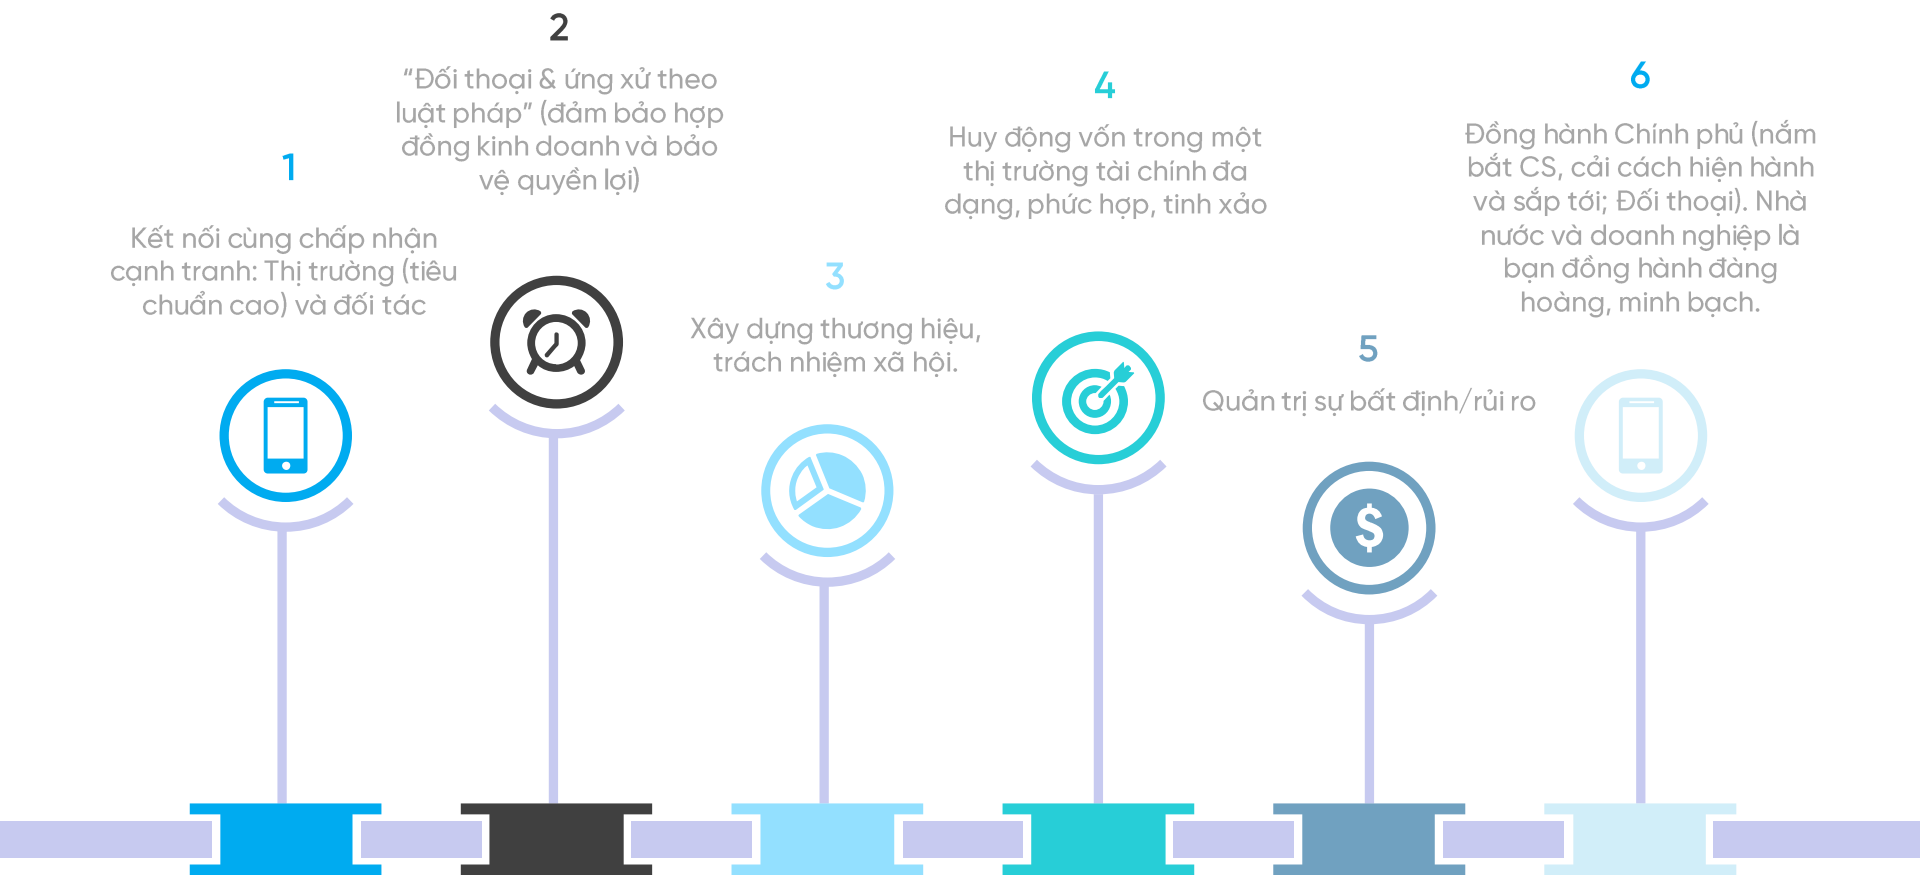 1
Kết nối cùng chấp nhận
cạnh tranh: Thị trường (tiêu
chuẩn cao) và đối tác
2
“Đối thoại & ứng xử theo
luật pháp” (đảm bảo hợp
đồng kinh doanh và bảo
vệ quyền lợi)
3
Xây dựng thương hiệu,
trách nhiệm xã hội.
4
Huy động vốn trong một
thị trường tài chính đa
dạng, phức hợp, tinh xảo
5
Quản trị sự bất định/rủi ro
6
Đồng hành Chính phủ (nắm
bắt CS, cải cách hiện hành
và sắp tới; Đối thoại). Nhà
nước và doanh nghiệp là
bạn đồng hành đàng
hoàng, minh bạch.
$